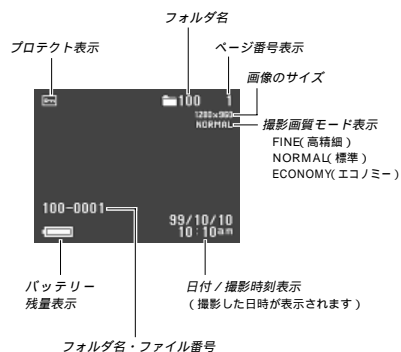 フォルダ名
プロテクト表示
ページ番号表示
画像のサイズ
100 1
1280×960
NORMAL
撮影画質モード表示
FINE(高精細)
NORMAL(標準)
ECONOMY(エコノミー)
100-0001
99/10/10
10:10am
バッテリー
残量表示
日付/撮影時刻表示
(撮影した日時が表示されます)
フォルダ名・ファイル番号